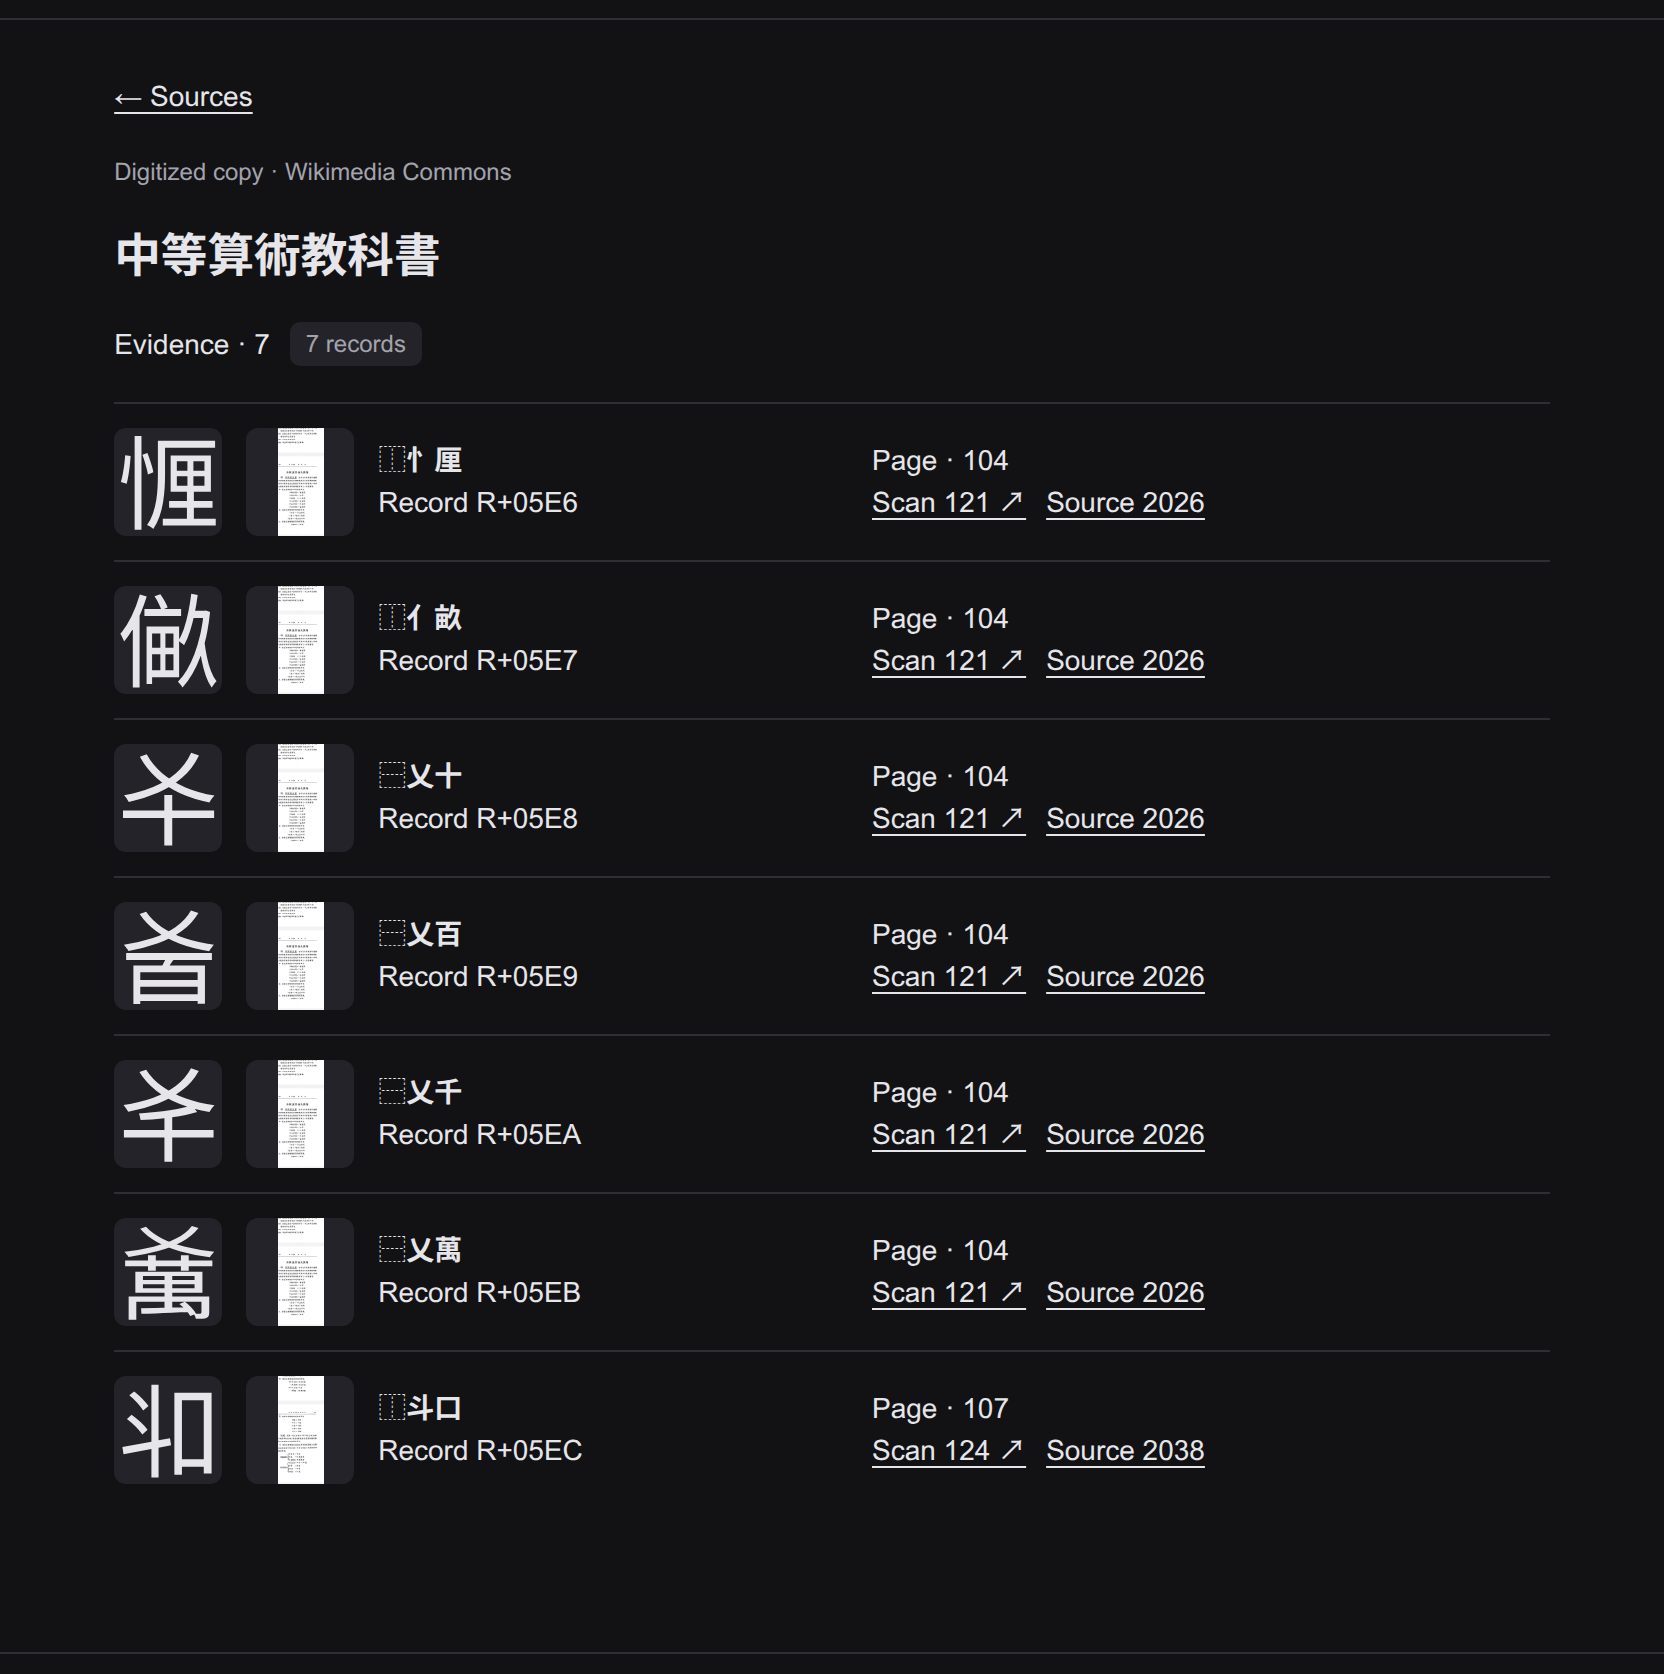 ← Sources
Digitized copy · Wikimedia Commons
中等算術教科書
Evidence · 7 7 records
⿰忄厘
Record R+05E6
Page · 104
Scan 121 ↗ Source 2026
⿰亻畝
Record R+05E7
Page · 104
Scan 121 ↗ Source 2026
⿱乂十
Record R+05E8
Page · 104
Scan 121 ↗ Source 2026
⿱乂百
Record R+05E9
Page · 104
Scan 121 ↗ Source 2026
⿱乂千
Record R+05EA
Page · 104
Scan 121 ↗ Source 2026
⿱乂萬
Record R+05EB
Page · 104
Scan 121 ↗ Source 2026
⿰斗口
Record R+05EC
Page · 107
Scan 124 ↗ Source 2038